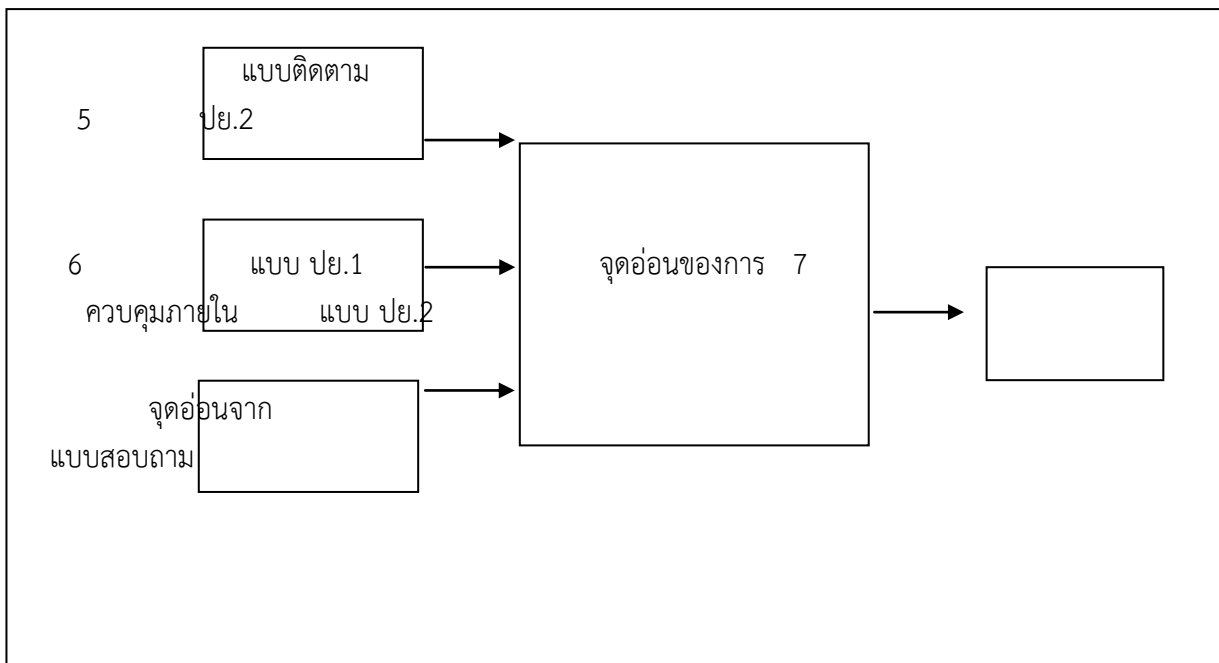 แบบติดตาม
5 ปย.2
6 แบบ ปย.1 จุดอ่อนของการ 7
ควบคุมภายใน แบบ ปย.2
จุดอ่อนจาก
แบบสอบถาม